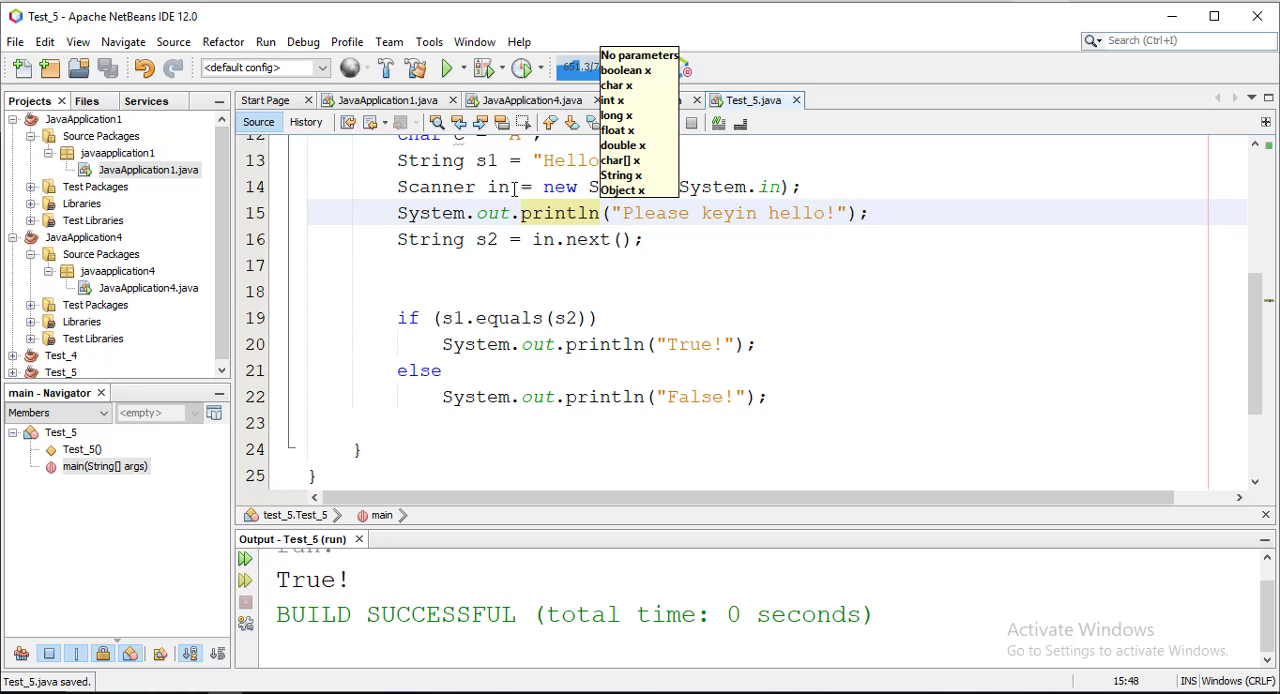 Test_5 - Apache NetBeans IDE 12.0
File Edit View Navigate Source Refactor Run Debug Profile Team Tools Window Help
Search (Ctrl+I)
<default config>
651.3/7
No parameters
boolean x
char x
int x
long x
float x
double x
char[] x
String x
Object x
Projects Files Services
Start Page JavaApplication1.java JavaApplication4.java Test_5.java
Source History
JavaApplication1
Source Packages
javaapplication1
JavaApplication1.java
Test Packages
Libraries
Test Libraries
JavaApplication4
Source Packages
javaapplication4
JavaApplication4.java
Test Packages
Libraries
Test Libraries
Test_4
Test_5
12 char c = 'A';
13 String s1 = "Hello
14 Scanner in = new S System.in);
15 System.out.println("Please keyin hello!");
16 String s2 = in.next();
17
18
19 if (s1.equals(s2))
20 System.out.println("True!");
21 else
22 System.out.println("False!");
23
24 }
25 }
main - Navigator
Members <empty>
Test_5
Test_5()
main(String[] args)
test_5.Test_5 main
Output - Test_5 (run)
run:
True!
BUILD SUCCESSFUL (total time: 0 seconds)
Activate Windows
Go to Settings to activate Windows.
Test_5.java saved.
15:48 INS Windows (CRLF)